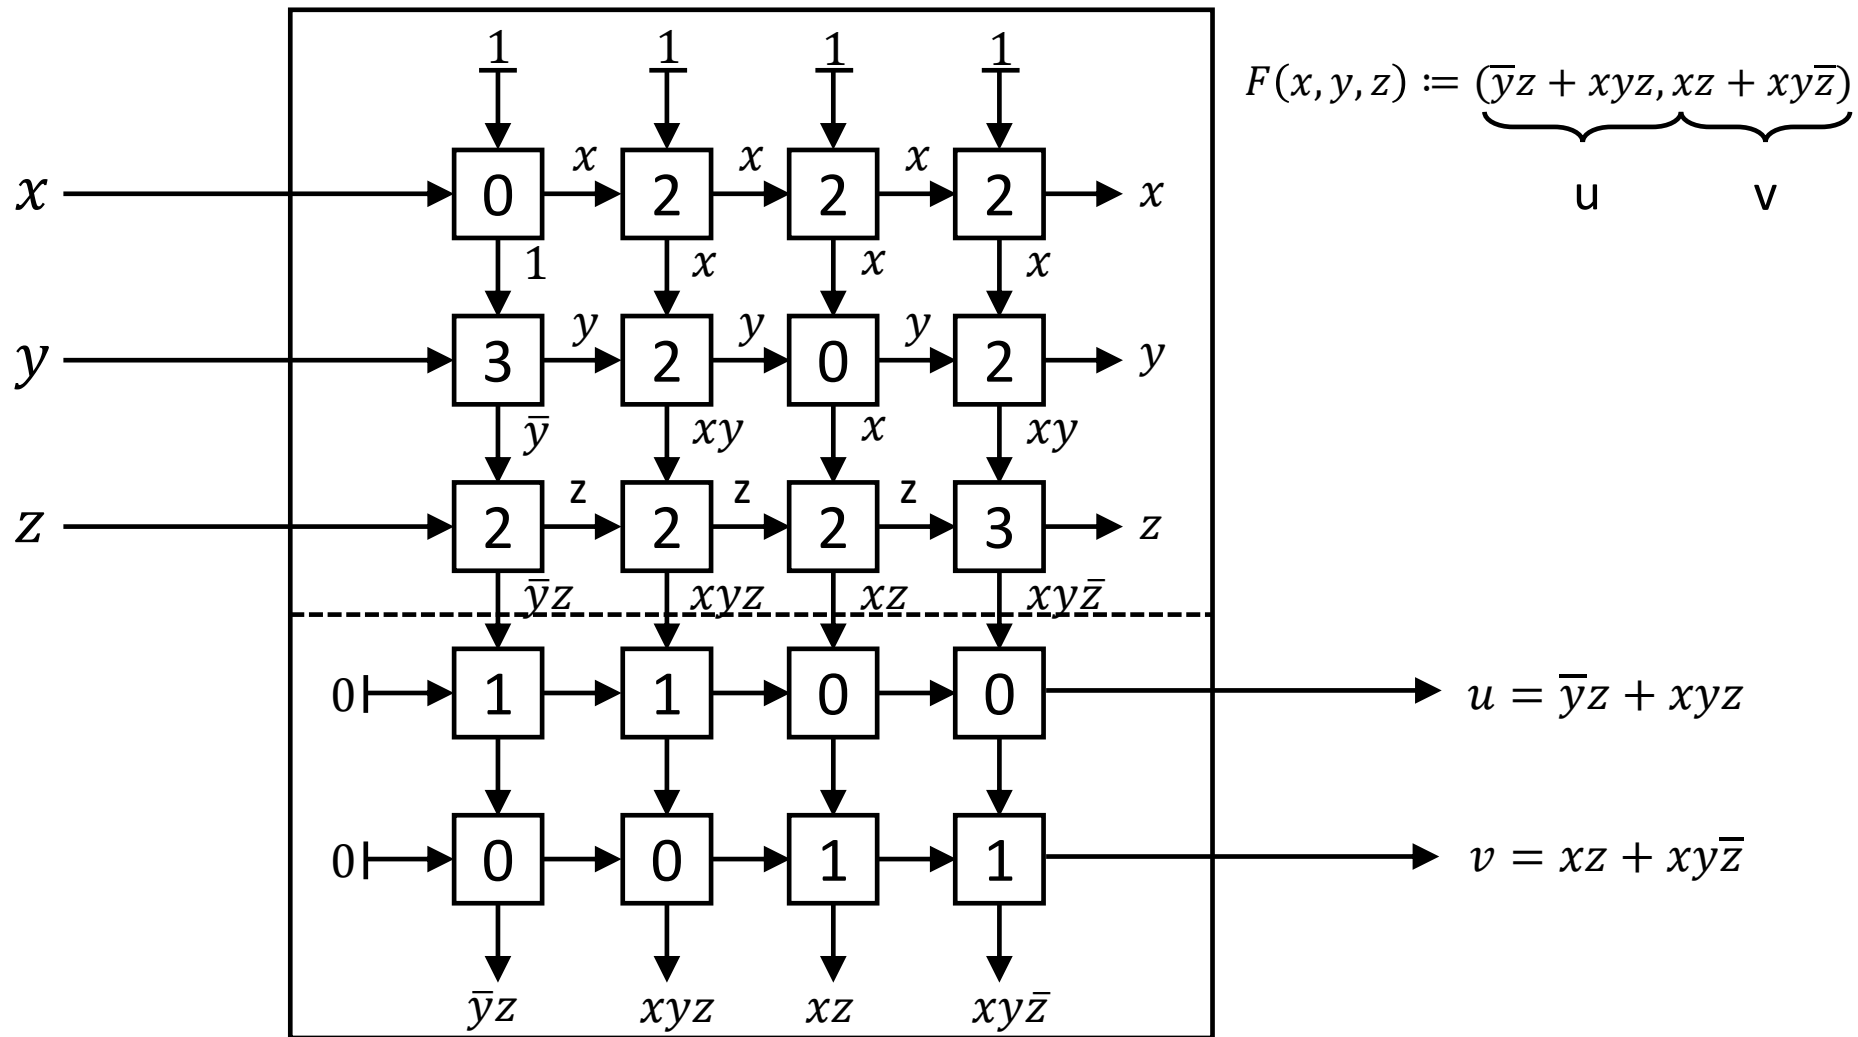 1 1 1 1
F(x, y, z) ≔ (y̅z + xyz, xz + xyz̅)
u v
x 0 x 2 x 2 x 2 x
1 x x x
y 3 y 2 y 0 y 2 y
y̅ xy x xy
z 2 z 2 z 2 z 3 z
y̅z xyz xz xyz̅
0 1 1 0 0 u = y̅z + xyz
0 0 0 1 1 v = xz + xyz̅
y̅z xyz xz xyz̅